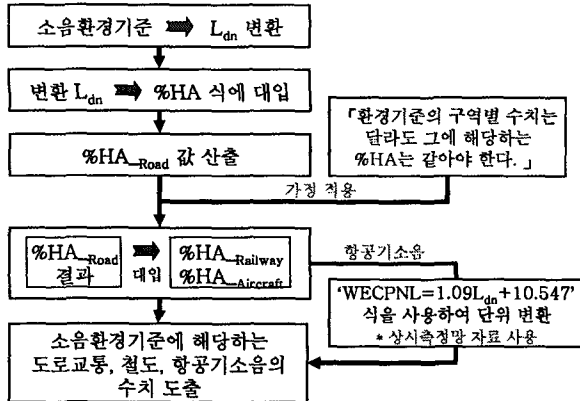 소음환경기준 ➡ L_dn 변환
변환 L_dn ➡ %HA 식에 대입
%HA_Road 값 산출
「환경기준의 구역별 수치는
달라도 그에 해당하는
%HA는 같아야 한다.」
가정 적용
%HA_Road
결과
➡
대입
%HA_Railway
%HA_Aircraft
항공기소음
‘WECPNL=1.09L_dn+10.547’
식을 사용하여 단위 변환
* 상시측정망 자료 사용
소음환경기준에 해당하는
도로교통, 철도, 항공기소음의
수치 도출